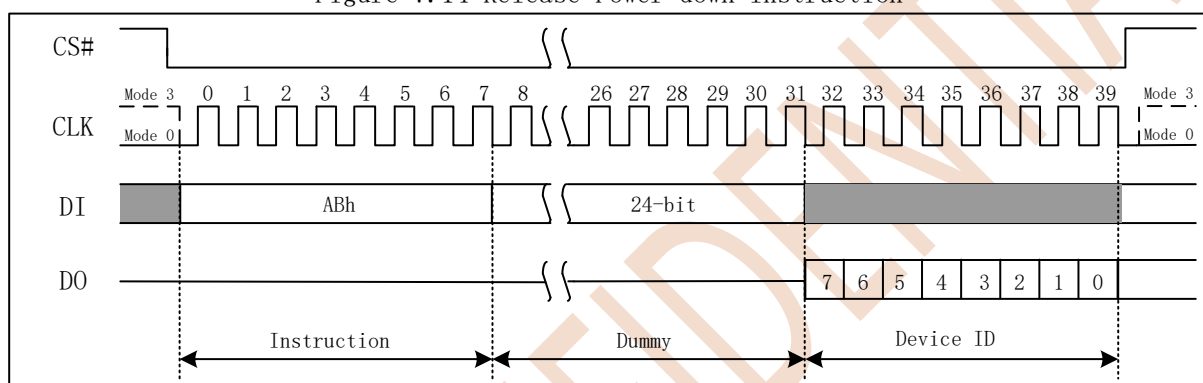 CS#
Mode 3 0 1 2 3 4 5 6 7 8 26 27 28 29 30 31 32 33 34 35 36 37 38 39 Mode 3
CLK
Mode 0 Mode 0
DI ABh 24-bit
DO 7 6 5 4 3 2 1 0
Instruction Dummy Device ID